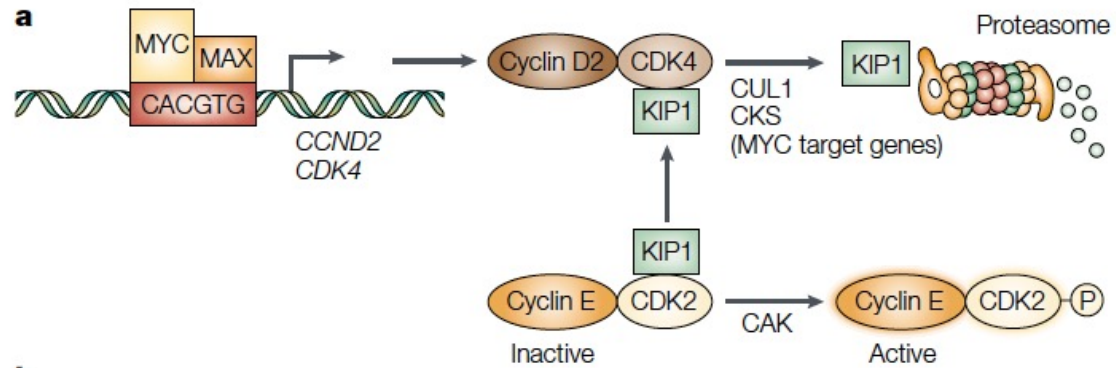 a
MYC
MAX
CACGTG
CCND2
CDK4
Cyclin D2
CDK4
KIP1
CUL1
CKS
(MYC target genes)
KIP1
Proteasome
KIP1
Cyclin E
CDK2
Inactive
CAK
Cyclin E
CDK2
P
Active